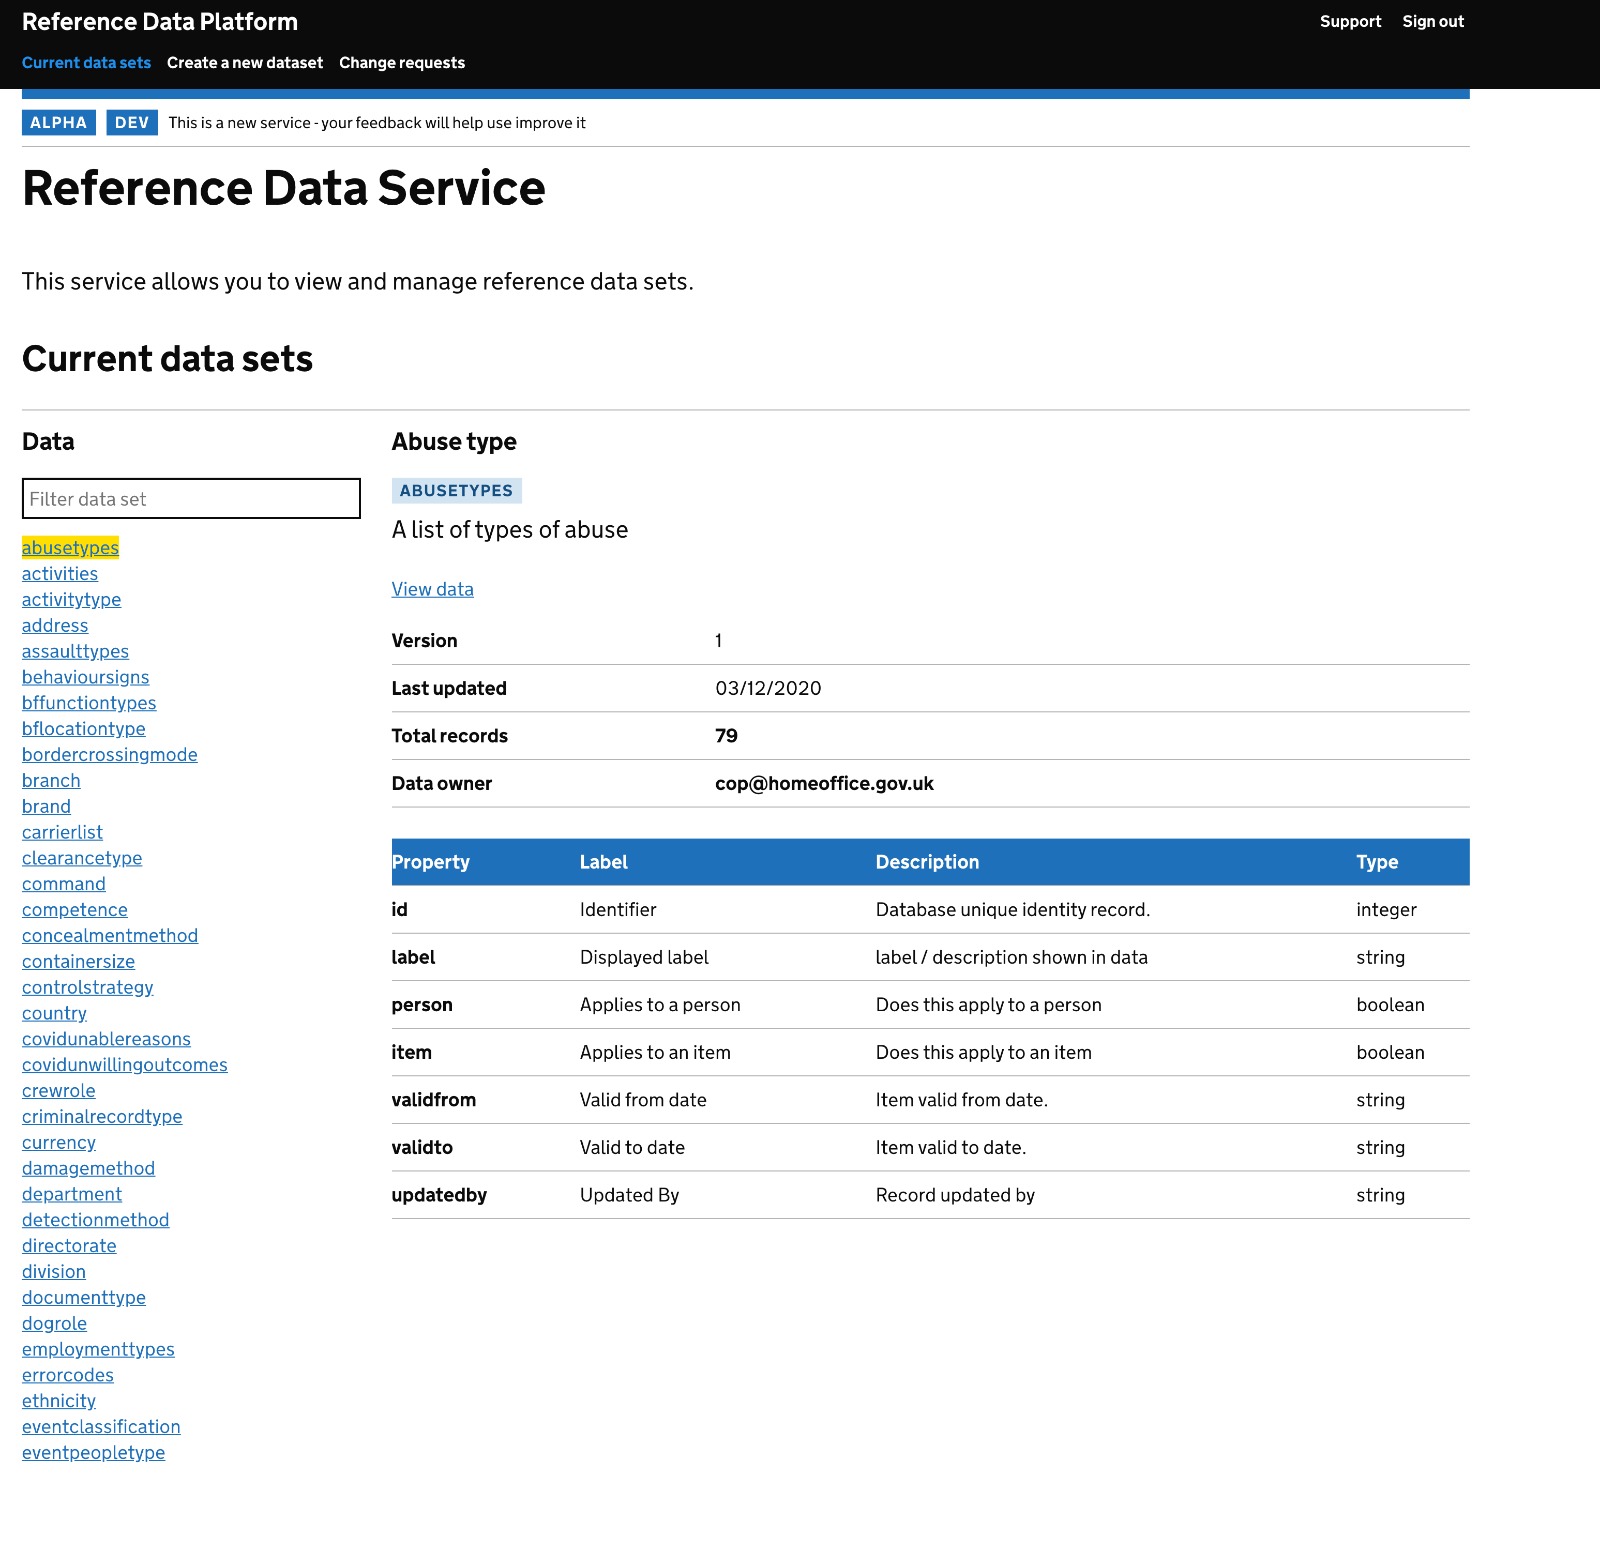 Reference Data Platform
Support Sign out
Current data sets Create a new dataset Change requests
ALPHA DEV This is a new service - your feedback will help use improve it
Reference Data Service
This service allows you to view and manage reference data sets.
Current data sets
Data
Filter data set
abusetypes
activities
activitytype
address
assaulttypes
behavioursigns
bffunctiontypes
bflocationtype
bordercrossingmode
branch
brand
carrierlist
clearancetype
command
competence
concealmentmethod
containersize
controlstrategy
country
covidunablereasons
covidunwillingoutcomes
crewrole
criminalrecordtype
currency
damagemethod
department
detectionmethod
directorate
division
documenttype
dogrole
employmenttypes
errorcodes
ethnicity
eventclassification
eventpeopletype
Abuse type
ABUSETYPES
A list of types of abuse
View data
Version 1
Last updated 03/12/2020
Total records 79
Data owner cop@homeoffice.gov.uk
Property Label Description Type
id Identifier Database unique identity record. integer
label Displayed label label / description shown in data string
person Applies to a person Does this apply to a person boolean
item Applies to an item Does this apply to an item boolean
validfrom Valid from date Item valid from date. string
validto Valid to date Item valid to date. string
updatedby Updated By Record updated by string